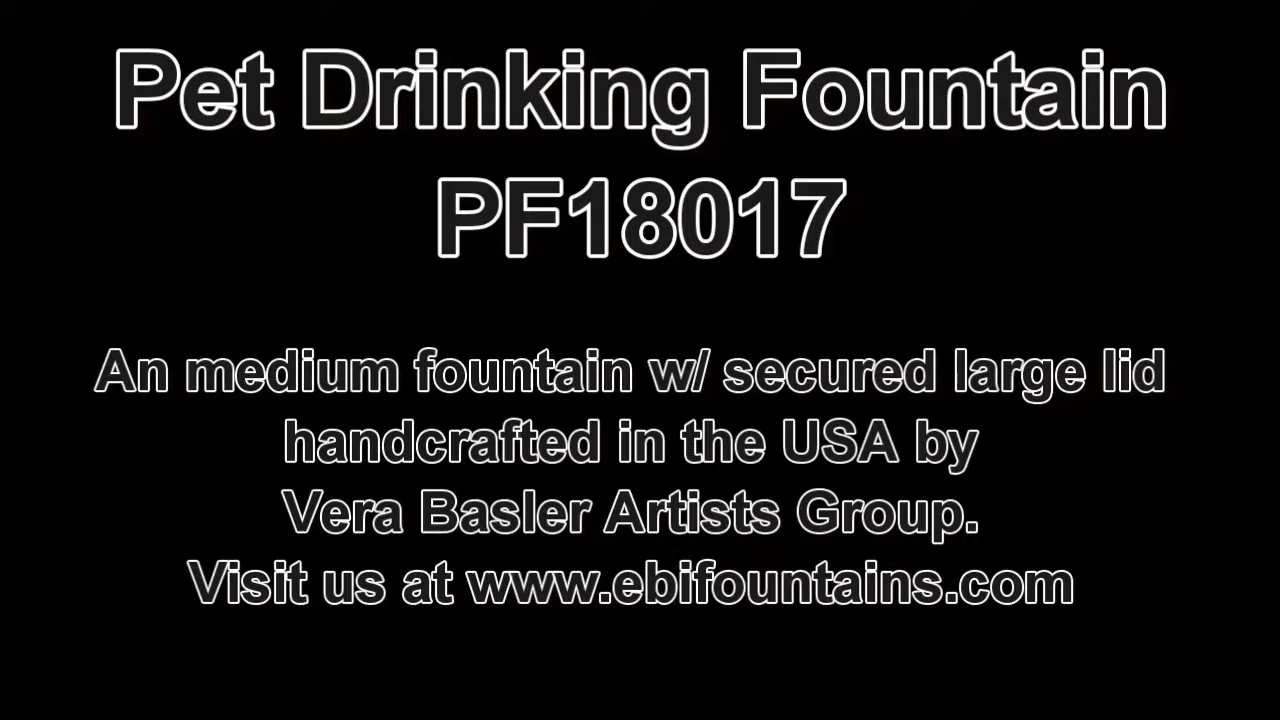 Pet Drinking Fountain
PF18017
An medium fountain w/ secured large lid
handcrafted in the USA by
Vera Basler Artists Group.
Visit us at www.ebifountains.com